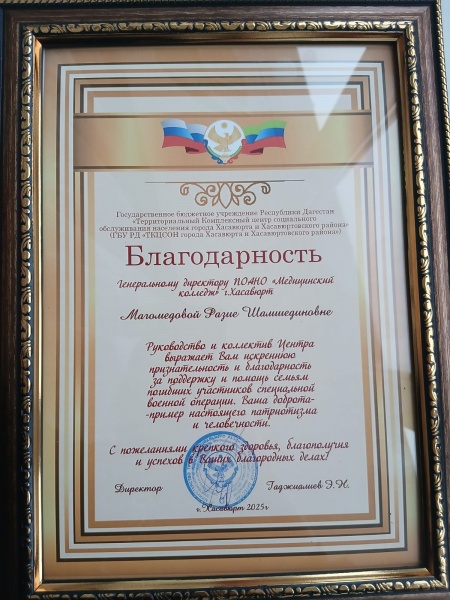 Государственное бюджетное учреждение Республики Дагестан
«Территориальный Комплексный центр социального
обслуживания населения города Хасавюрта и Хасавюртовского района»
(ГБУ РД «ТКЦСОН города Хасавюрта и Хасавюртовского района»)
Благодарность
Генеральному директору ПОАНО «Медицинский
колледж» г.Хасавюрт
Магомедовой Разие Шамшединовне
Руководство и коллектив Центра
выражает Вам искреннюю
признательность и благодарность
за поддержку и помощь семьям
погибших участников специальной
военной операции. Ваша доброта-
-пример настоящего патриотизма
и человечности.
С пожеланиями крепкого здоровья, благополучия
и успехов в Ваших благородных делах!
Директор Гаджиалиев Э.Н.
г.Хасавюрт 2025г